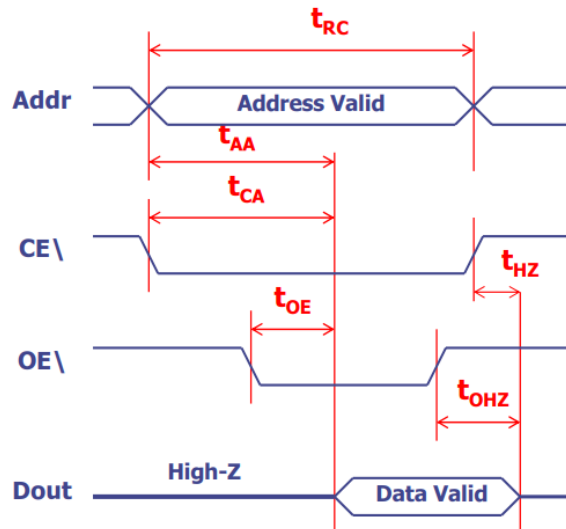 tRC
Addr
Address Valid
tAA
tCA
CE\
tHZ
tOE
OE\
tOHZ
High-Z
Dout
Data Valid